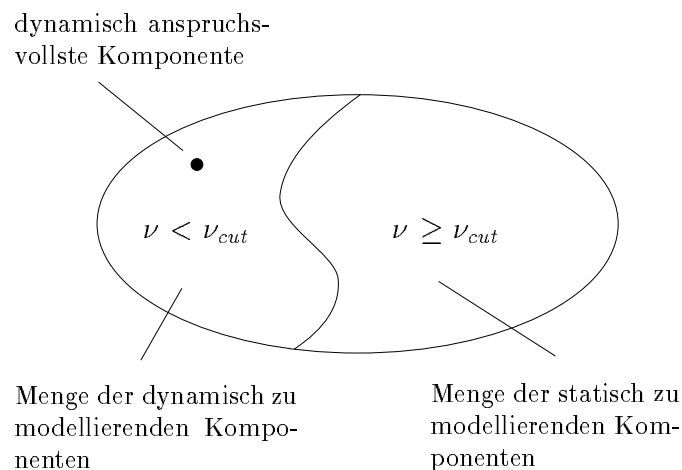 dynamisch anspruchs-
vollste Komponente
ν < ν_cut
ν ≥ ν_cut
Menge der dynamisch zu
modellierenden Kompo-
nenten
Menge der statisch zu
modellierenden Kom-
ponenten